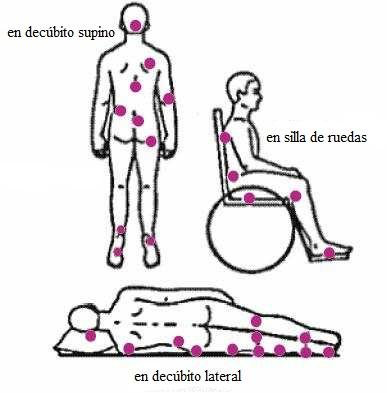 en decúbito supino
en silla de ruedas
en decúbito lateral